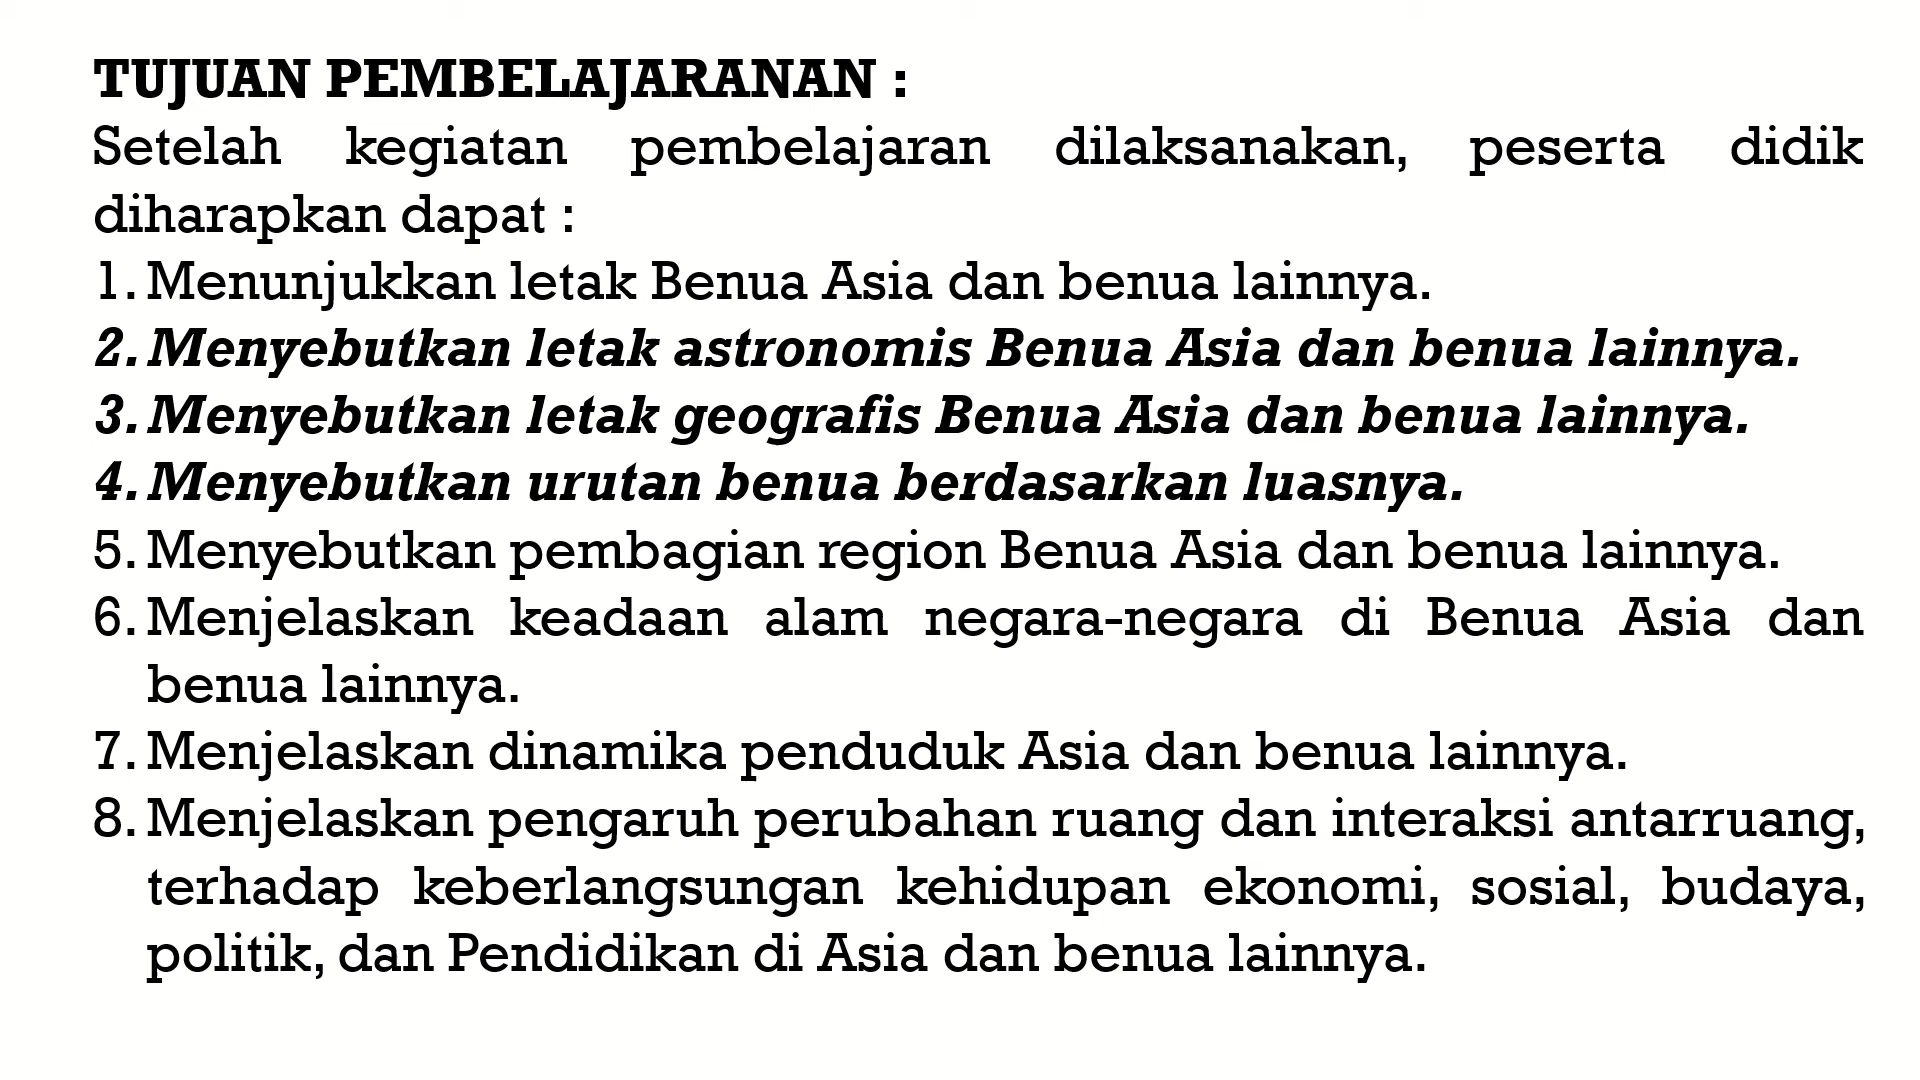 TUJUAN PEMBELAJARANAN :
Setelah kegiatan pembelajaran dilaksanakan, peserta didik
diharapkan dapat :
1. Menunjukkan letak Benua Asia dan benua lainnya.
2. Menyebutkan letak astronomis Benua Asia dan benua lainnya.
3. Menyebutkan letak geografis Benua Asia dan benua lainnya.
4. Menyebutkan urutan benua berdasarkan luasnya.
5. Menyebutkan pembagian region Benua Asia dan benua lainnya.
6. Menjelaskan keadaan alam negara-negara di Benua Asia dan
benua lainnya.
7. Menjelaskan dinamika penduduk Asia dan benua lainnya.
8. Menjelaskan pengaruh perubahan ruang dan interaksi antarruang,
terhadap keberlangsungan kehidupan ekonomi, sosial, budaya,
politik, dan Pendidikan di Asia dan benua lainnya.